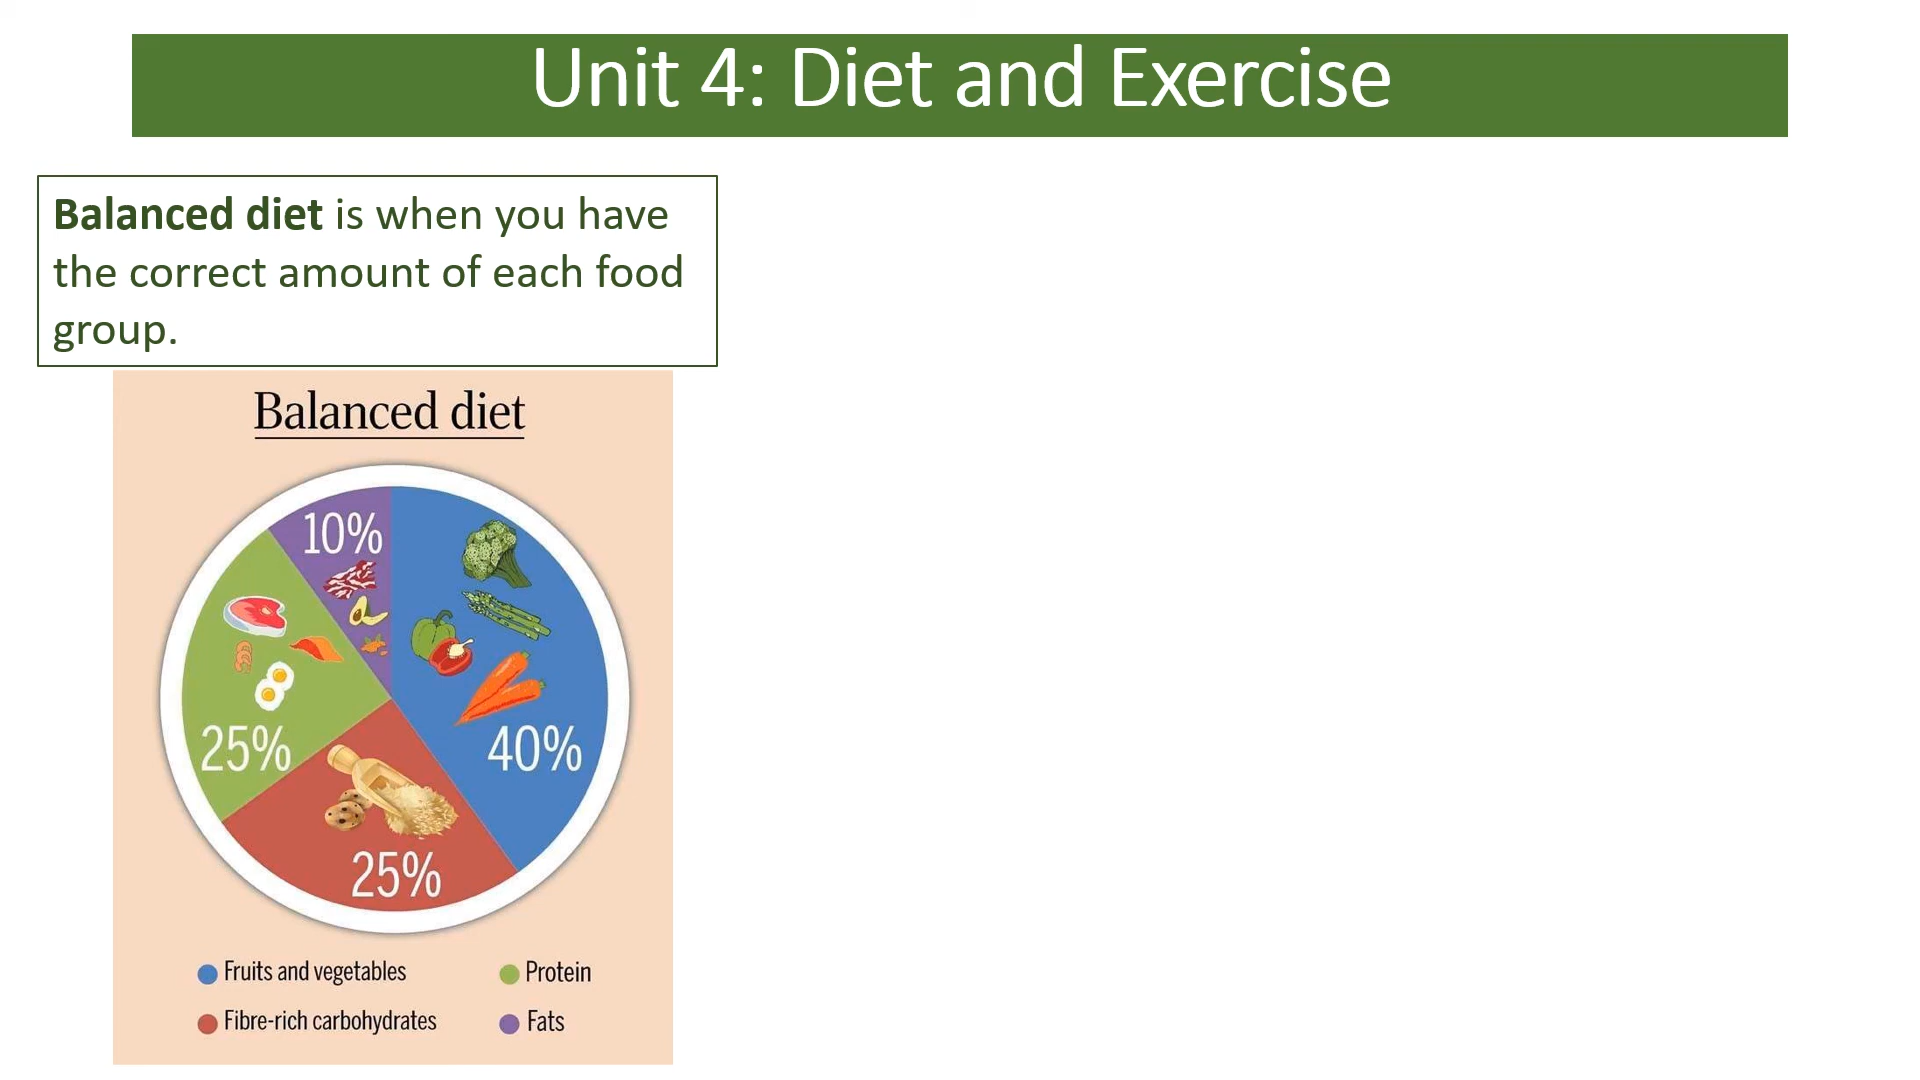 Unit 4: Diet and Exercise
Balanced diet is when you have
the correct amount of each food
group.
Balanced diet
10%
25%
40%
25%
Fruits and vegetables
Protein
Fibre-rich carbohydrates
Fats